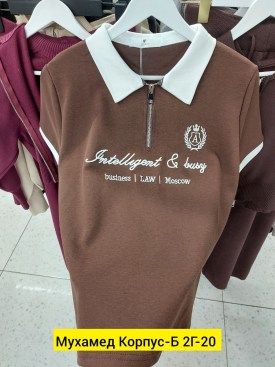 A
Intelligent & busy
business | LAW | Moscow
Мухамед Корпус-Б 2Г-20